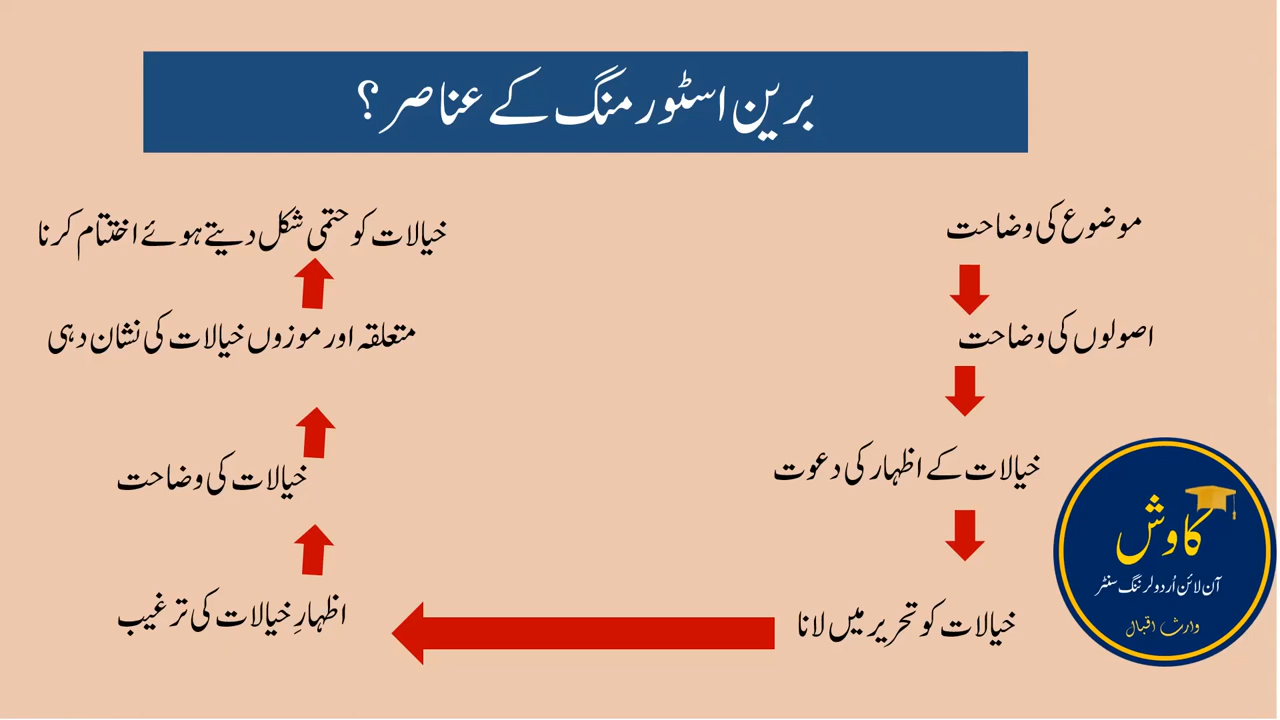 برین اسٹورمنگ کے عناصر؟
موضوع کی وضاحت
اصولوں کی وضاحت
خیالات کے اظہار کی دعوت
خیالات کو تحریر میں لانا
اظہارِ خیالات کی ترغیب
خیالات کی وضاحت
متعلقہ اور موزوں خیالات کی نشان دہی
خیالات کو حتمی شکل دیتے ہوئے اختتام کرنا
کاوش
آن لائن اُردو لرننگ سنٹر
وارث اقبال